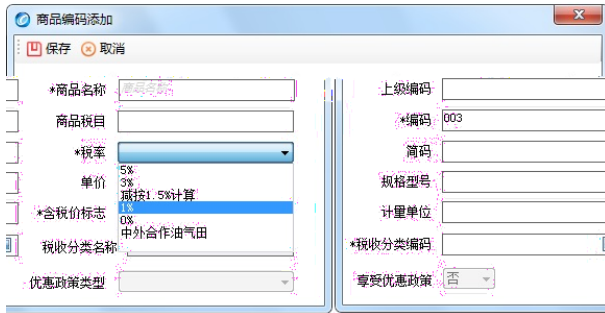 商品编码添加
保存 取消
*商品名称 商品名称 上级编码
商品税目 *编码 003
*税率 简码
5%
3%
单价 规格型号
减按1.5%计算
1%
*含税价标志 计量单位
0%
中外合作油气田
税收分类名称 *税收分类编码
优惠政策类型 享受优惠政策 否